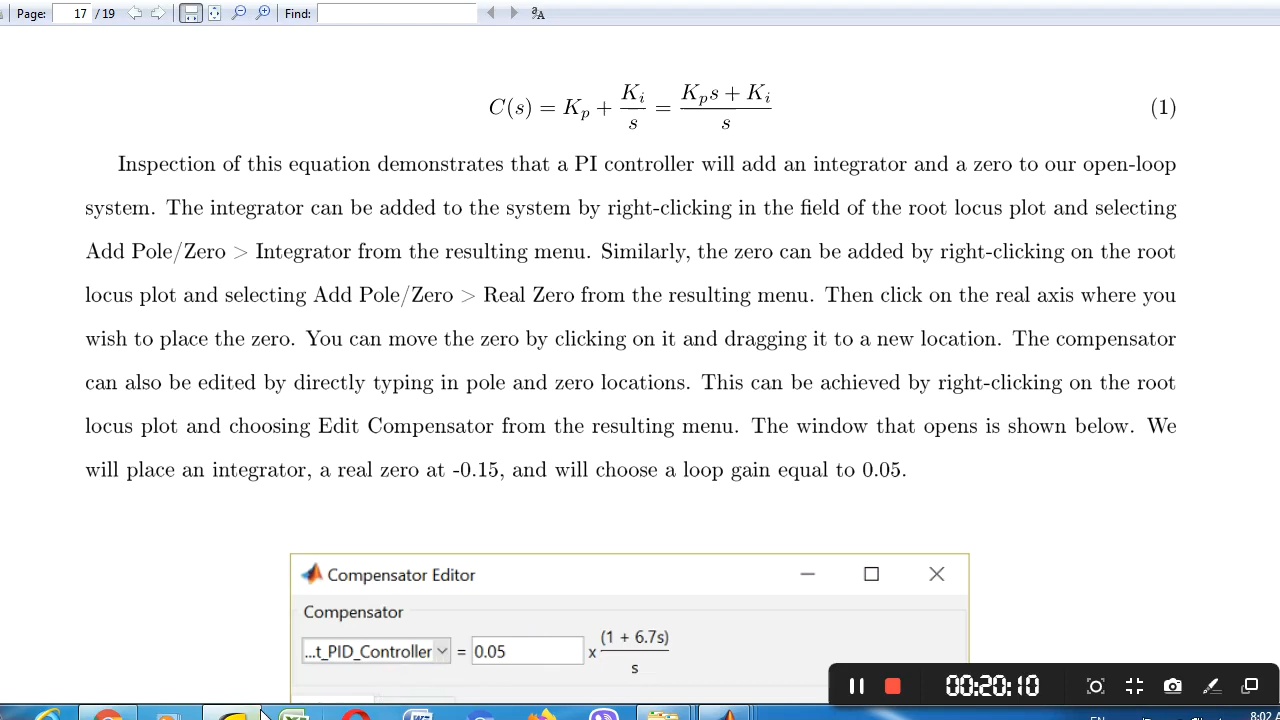 Page: 17 / 19 Find:
C(s) = K_p + K_i/s = (K_p s + K_i)/s (1)
Inspection of this equation demonstrates that a PI controller will add an integrator and a zero to our open-loop
system. The integrator can be added to the system by right-clicking in the field of the root locus plot and selecting
Add Pole/Zero > Integrator from the resulting menu. Similarly, the zero can be added by right-clicking on the root
locus plot and selecting Add Pole/Zero > Real Zero from the resulting menu. Then click on the real axis where you
wish to place the zero. You can move the zero by clicking on it and dragging it to a new location. The compensator
can also be edited by directly typing in pole and zero locations. This can be achieved by right-clicking on the root
locus plot and choosing Edit Compensator from the resulting menu. The window that opens is shown below. We
will place an integrator, a real zero at -0.15, and will choose a loop gain equal to 0.05.
Compensator Editor
Compensator
...t_PID_Controller = 0.05 x (1 + 6.7s)
s
00:20:10